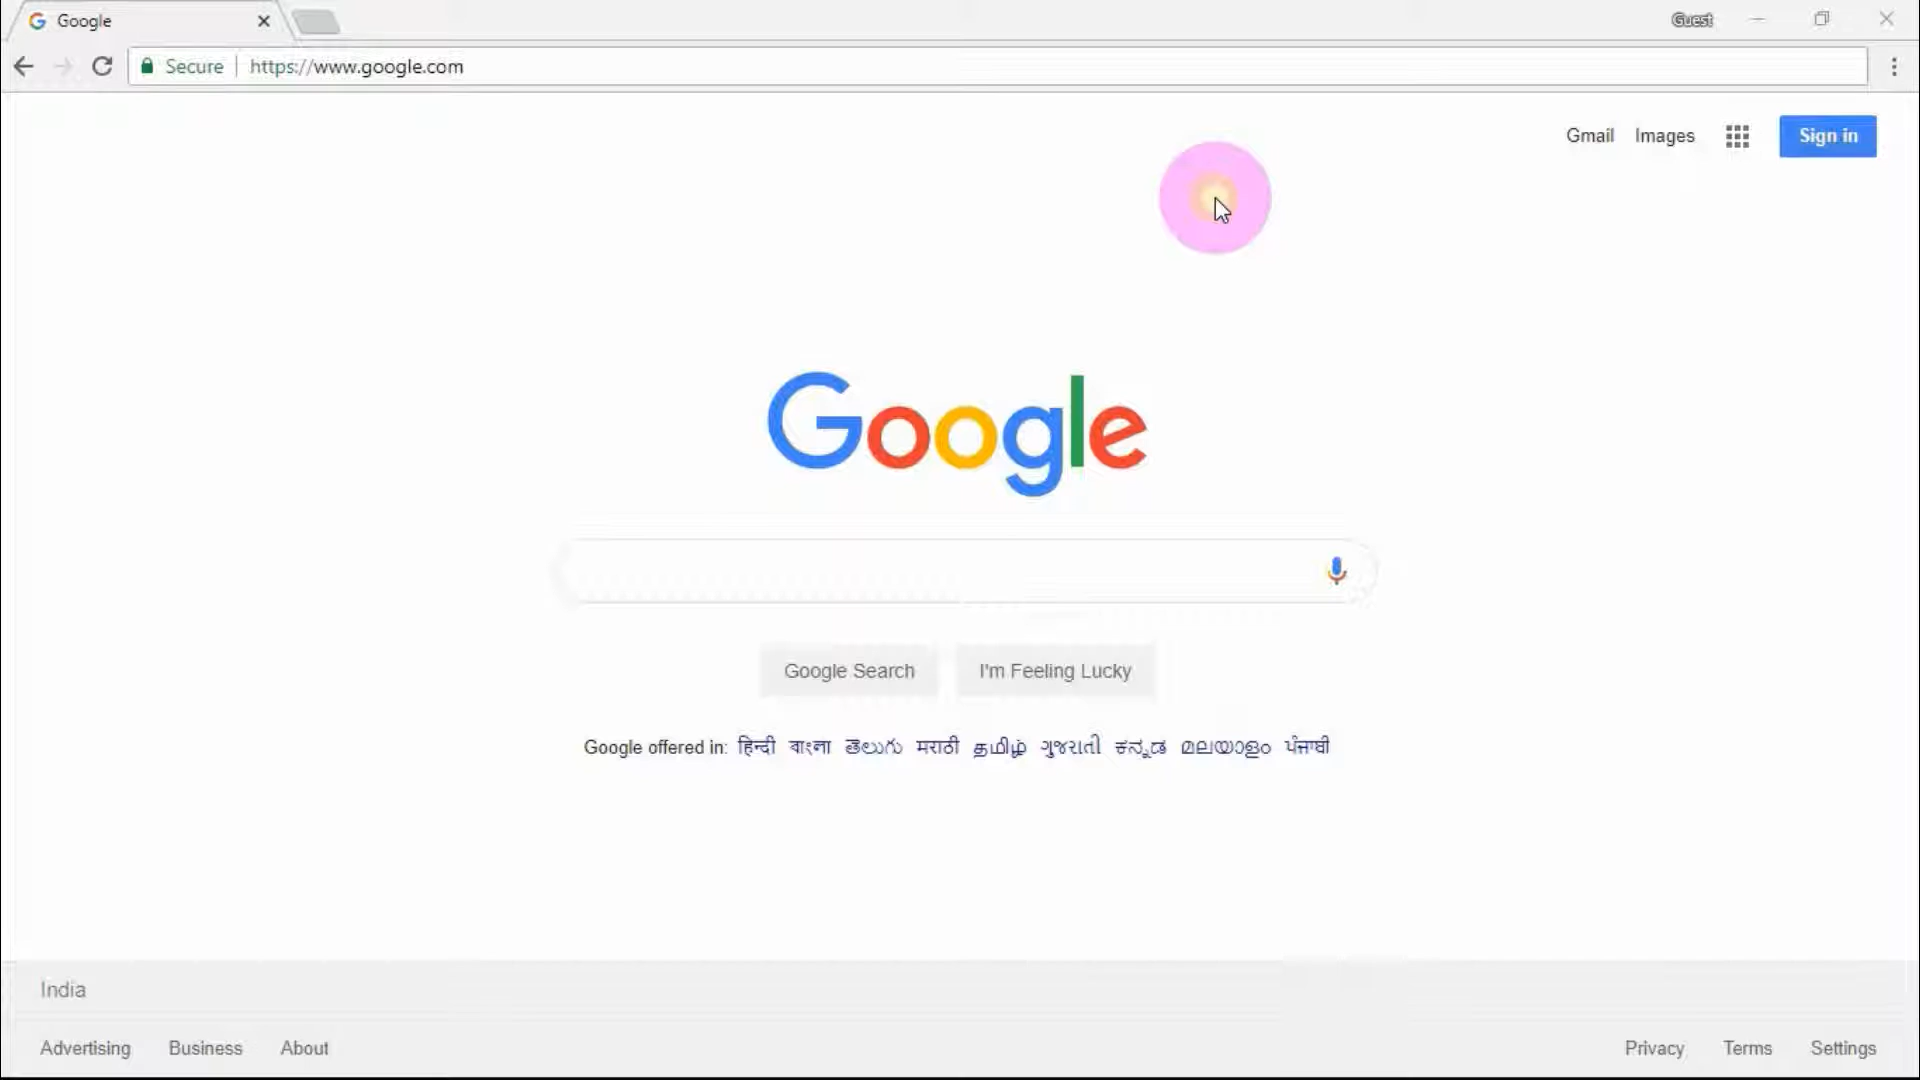 Google
Guest
Secure https://www.google.com
Gmail Images Sign in
Google
Google Search I'm Feeling Lucky
Google offered in: हिन्दी বাংলা తెలుగు मराठी தமிழ் ગુજરાતી ಕನ್ನಡ മലയാളം ਪੰਜਾਬੀ
India
Advertising Business About Privacy Terms Settings